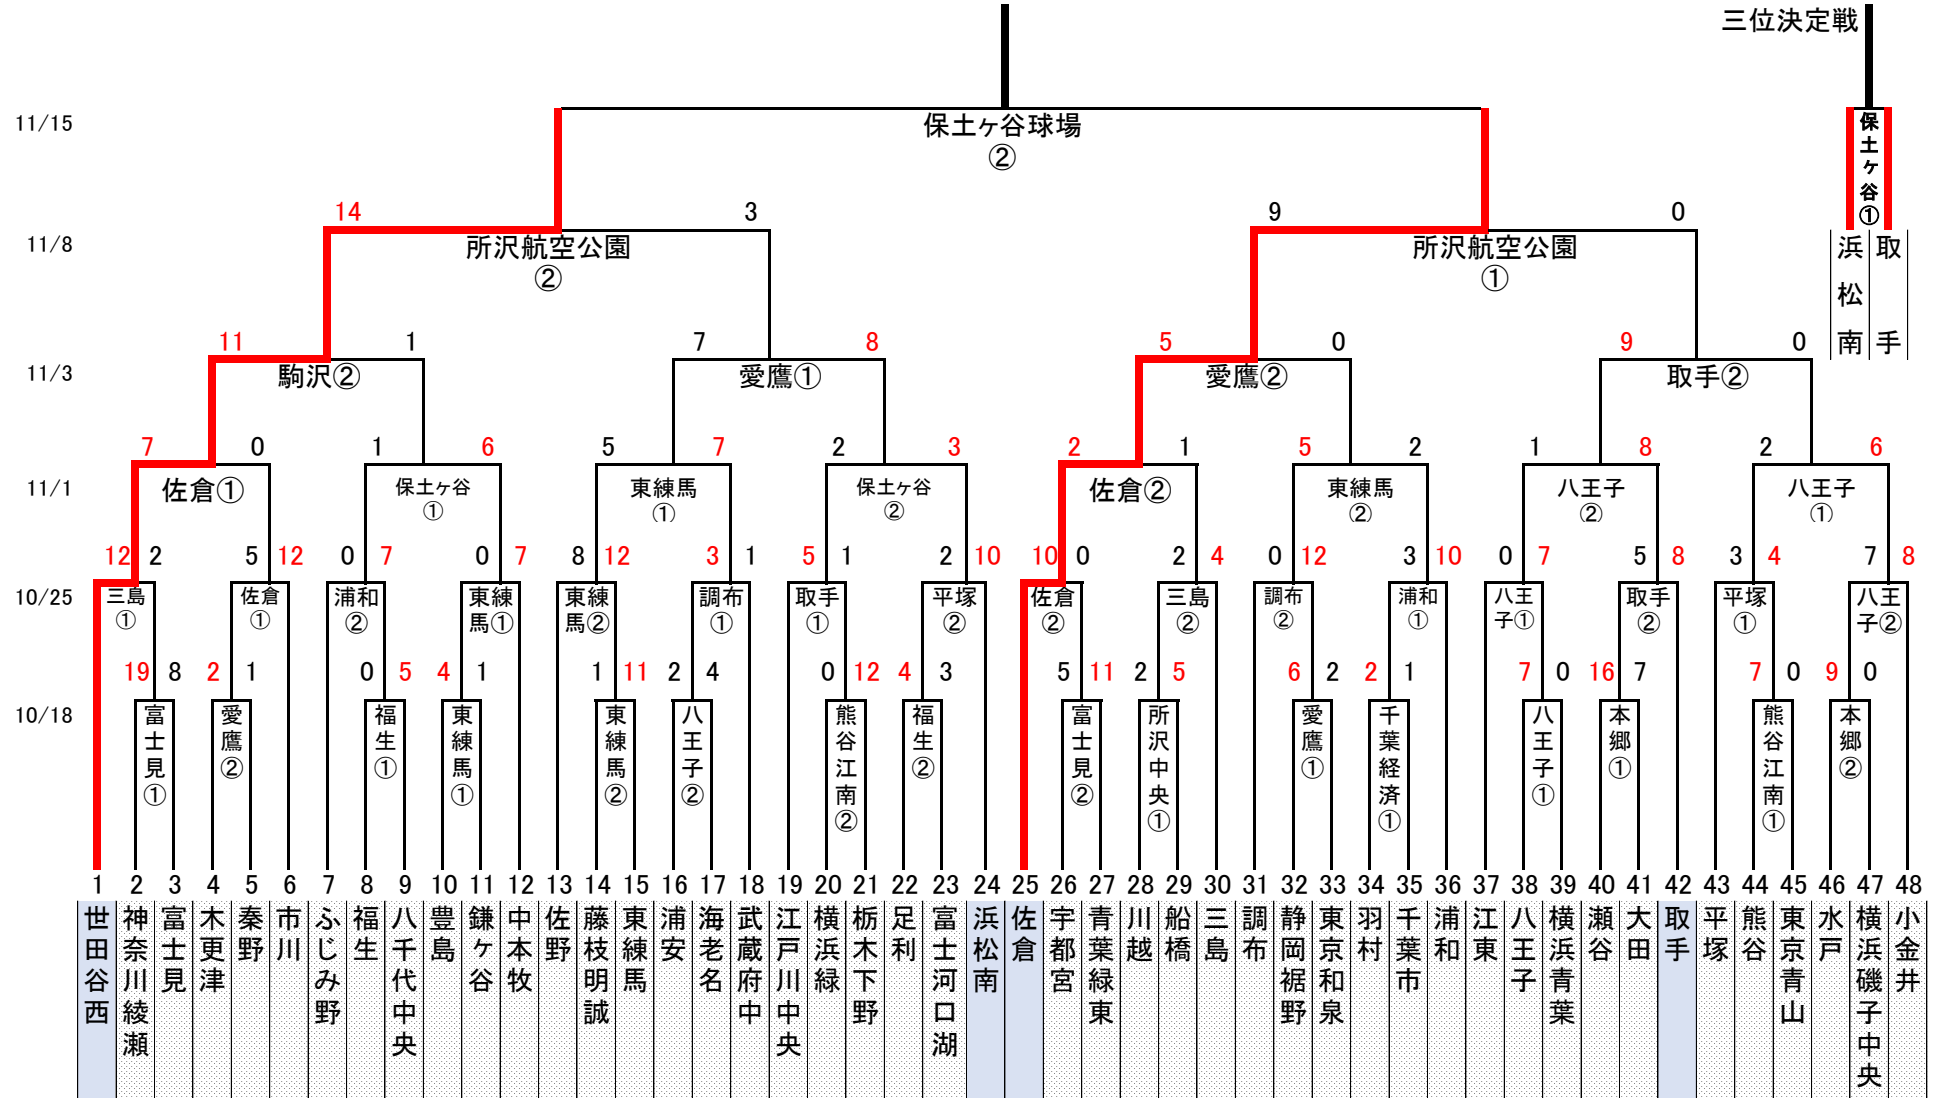 三位決定戦
11/15
保土ヶ谷球場
②
保土ヶ谷①
14 3 9 0
11/8
所沢航空公園
②
所沢航空公園
①
浜松南
取手
11 1 7 8 5 0 9 0
11/3
駒沢② 愛鷹① 愛鷹② 取手②
7 0 1 6 5 7 2 3 2 1 5 2 1 8 2 6
11/1
佐倉①
保土ヶ谷
①
東練馬
①
保土ヶ谷
②
佐倉②
東練馬
②
八王子
②
八王子
①
12 2 5 12 0 7 0 7 8 12 3 1 5 1 2 10 10 0 2 4 0 12 3 10 0 7 5 8 3 4 7 8
10/25
三島
①
佐倉
①
浦和
②
東練
馬①
東練
馬②
調布
①
取手
①
平塚
②
佐倉
②
三島
②
調布
②
浦和
①
八王
子①
取手
②
平塚
①
八王
子②
19 8 2 1 0 5 4 1 1 11 2 4 0 12 4 3 5 11 2 5 6 2 2 1 7 0 16 7 7 0 9 0
10/18
富士見①
愛鷹②
福生①
東練馬①
東練馬②
八王子②
熊谷江南②
福生②
富士見②
所沢中央①
愛鷹①
千葉経済①
八王子①
本郷①
熊谷江南①
本郷②
1 2 3 4 5 6 7 8 9 10 11 12 13 14 15 16 17 18 19 20 21 22 23 24 25 26 27 28 29 30 31 32 33 34 35 36 37 38 39 40 41 42 43 44 45 46 47 48
世田谷西
神奈川綾瀬
富士見
木更津
秦野
市川
ふじみ野
福生
八千代中央
豊島
鎌ヶ谷
中本牧
佐野
藤枝明誠
東練馬
浦安
海老名
武蔵府中
江戸川中央
横浜緑
栃木下野
足利
富士河口湖
浜松南
佐倉
宇都宮
青葉緑東
川越
船橋
三島
調布
静岡裾野
東京和泉
羽村
千葉市
浦和
江東
八王子
横浜青葉
瀬谷
大田
取手
平塚
熊谷
東京青山
水戸
横浜磯子中央
小金井